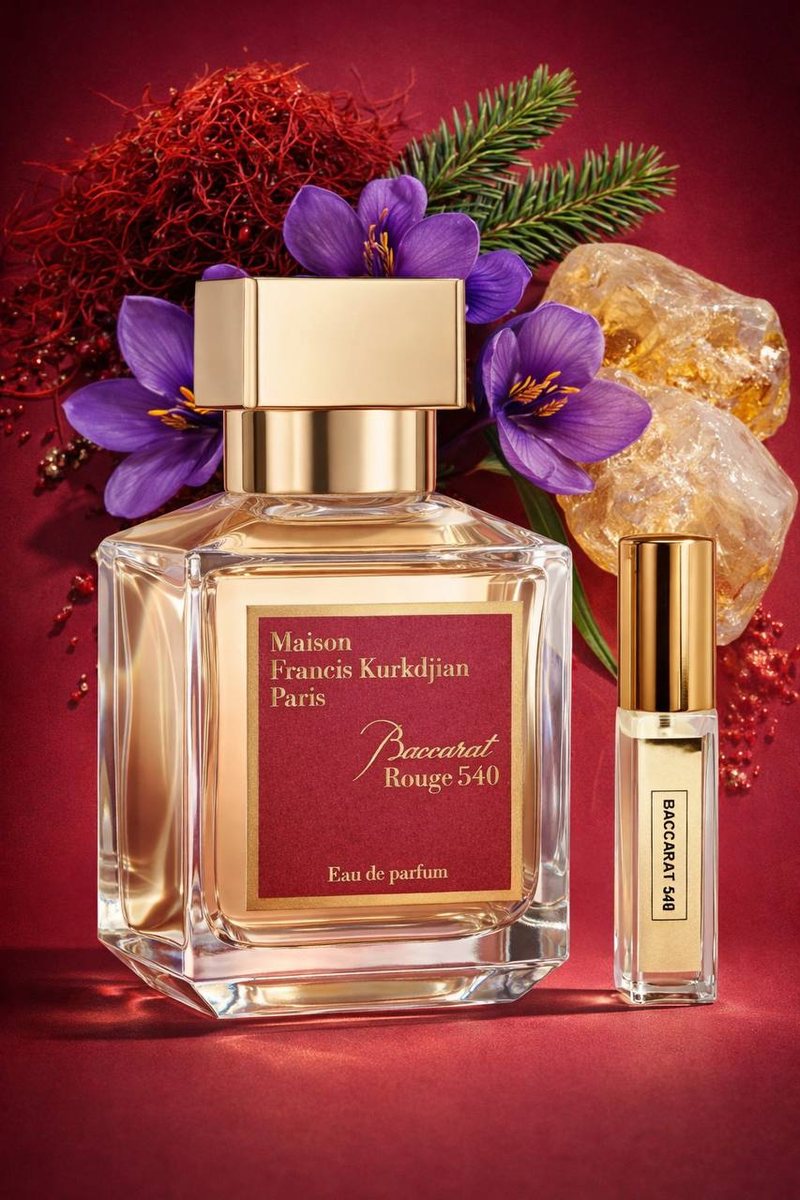 Maison
Francis Kurkdjian
Paris
Baccarat
Rouge 540
Eau de parfum
BACCARAT 540